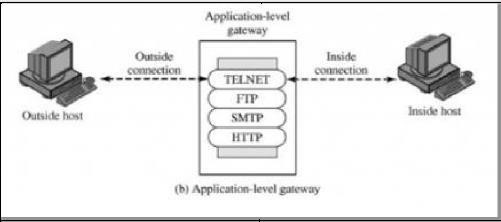 Application-level
gateway
Outside
connection
Inside
connection
TELNET
FTP
SMTP
HTTP
Outside host
Inside host
(b) Application-level gateway